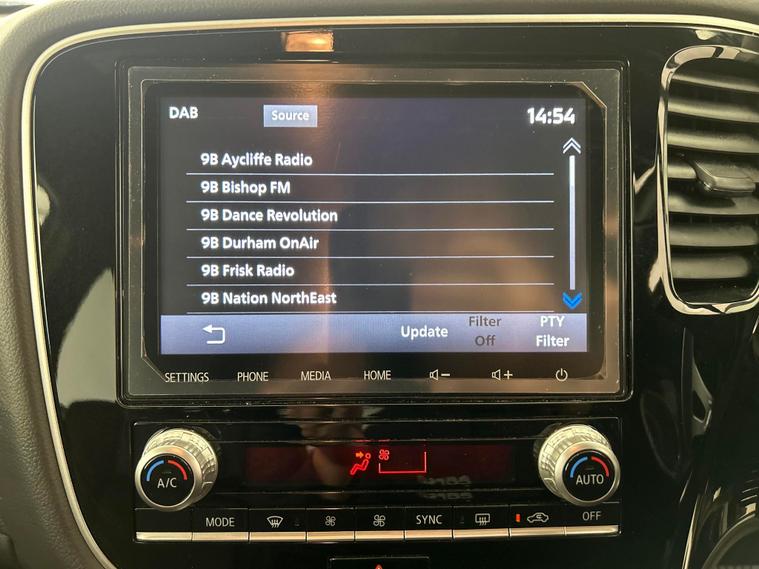 DAB Source 14:54
9B Aycliffe Radio
9B Bishop FM
9B Dance Revolution
9B Durham OnAir
9B Frisk Radio
9B Nation NorthEast
Update Filter Off PTY Filter
SETTINGS PHONE MEDIA HOME
A/C AUTO
MODE SYNC OFF